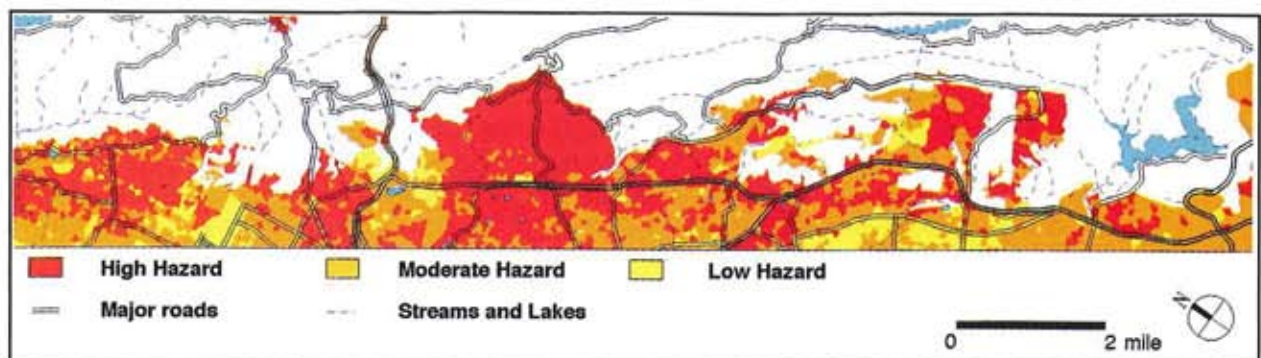 High Hazard Moderate Hazard Low Hazard
Major roads Streams and Lakes
N
0 2 mile